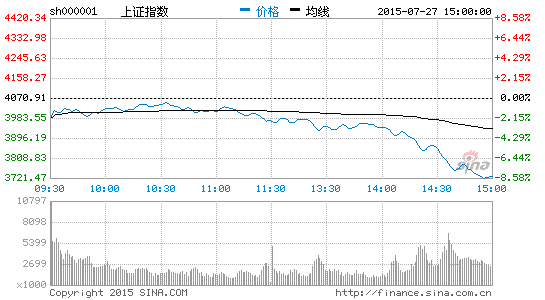 sh000001 上证指数 价格 均线 2015-07-27 15:00:00
4420.34 +8.58%
4332.98 +6.44%
4245.63 +4.29%
4158.27 +2.15%
4070.91 0.00%
3983.55 -2.15%
3896.19 -4.29%
sina
3808.83 -6.44%
3721.47 -8.58%
09:30 10:00 10:30 11:00 11:30 13:30 14:00 14:30 15:00
10797
8098
5399
2699
x1000
Copyright 2015 SINA.COM http://finance.sina.com.cn